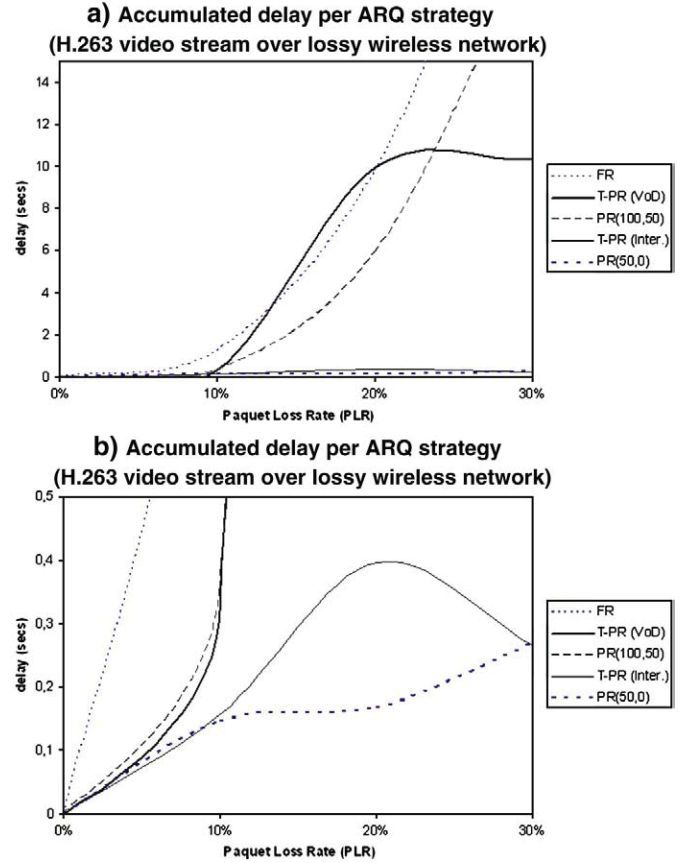 a) Accumulated delay per ARQ strategy
(H.263 video stream over lossy wireless network)
14
12
10
8
6
4
2
0
delay (secs)
0%
10%
20%
30%
Paquet Loss Rate (PLR)
FR
T-PR (VoD)
PR(100,50)
T-PR (Inter.)
PR(50,0)
b) Accumulated delay per ARQ strategy
(H.263 video stream over lossy wireless network)
0,5
0,4
0,3
0,2
0,1
0
delay (secs)
0%
10%
20%
30%
Paquet Loss Rate (PLR)
FR
T-PR (VoD)
PR(100,50)
T-PR (Inter.)
PR(50,0)